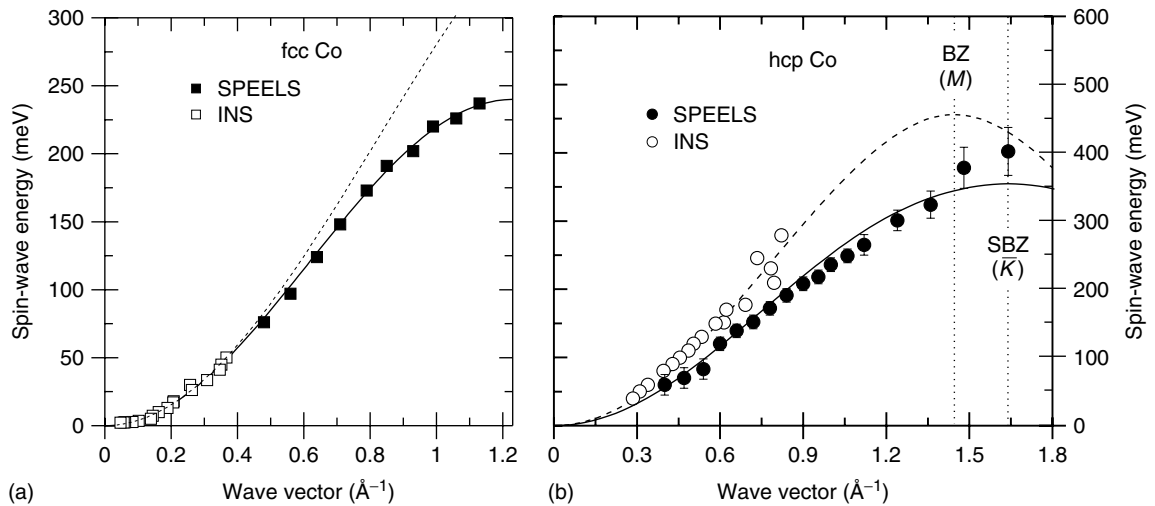 300
250
200
150
100
50
0
Spin-wave energy (meV)
fcc Co
SPEELS
INS
0 0.2 0.4 0.6 0.8 1 1.2
Wave vector (Å⁻¹)
(a)
hcp Co
SPEELS
INS
BZ
(M)
SBZ
(K̅)
600
500
400
300
200
100
0
Spin-wave energy (meV)
0 0.3 0.6 0.9 1.2 1.5 1.8
Wave vector (Å⁻¹)
(b)